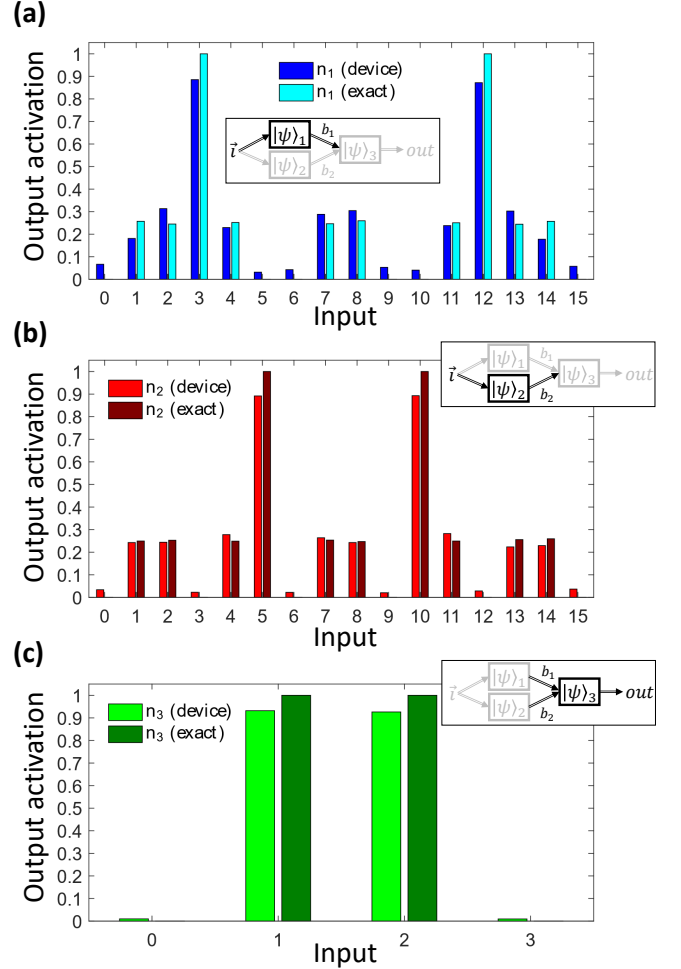 (a)
Output activation
1
0.9
0.8
0.7
0.6
0.5
0.4
0.3
0.2
0.1
0
n₁ (device)
n₁ (exact)
i⃗ |ψ⟩₁ b₁ |ψ⟩₂ b₂ |ψ⟩₃ out
0 1 2 3 4 5 6 7 8 9 10 11 12 13 14 15
Input
(b)
Output activation
1
0.9
0.8
0.7
0.6
0.5
0.4
0.3
0.2
0.1
0
n₂ (device)
n₂ (exact)
i⃗ |ψ⟩₁ b₁ |ψ⟩₂ b₂ |ψ⟩₃ out
0 1 2 3 4 5 6 7 8 9 10 11 12 13 14 15
Input
(c)
Output activation
1
0.9
0.8
0.7
0.6
0.5
0.4
0.3
0.2
0.1
0
n₃ (device)
n₃ (exact)
i⃗ |ψ⟩₁ b₁ |ψ⟩₂ b₂ |ψ⟩₃ out
0 1 2 3
Input